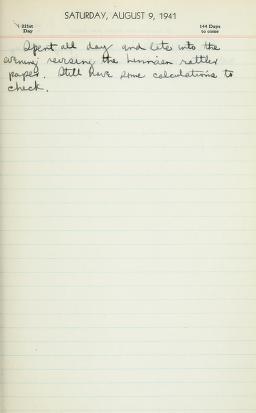 SATURDAY, AUGUST 9, 1941
221st
Day
144 Days
to come
Spent all day and late into the
evening revising the Linnaean rattler
paper. Still have some calculations to
check.